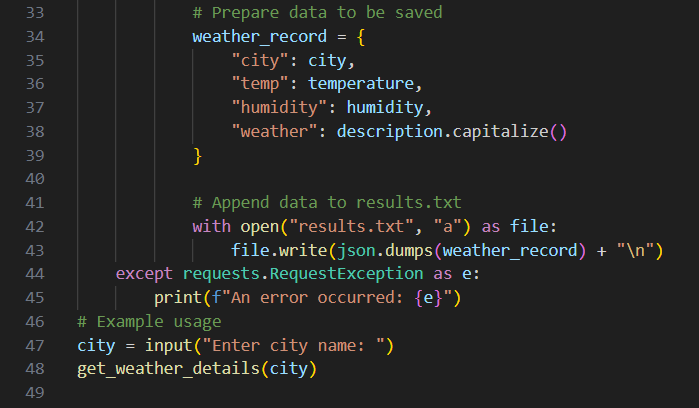 33 # Prepare data to be saved
34 weather_record = {
35 "city": city,
36 "temp": temperature,
37 "humidity": humidity,
38 "weather": description.capitalize()
39 }
40
41 # Append data to results.txt
42 with open("results.txt", "a") as file:
43 file.write(json.dumps(weather_record) + "\n")
44 except requests.RequestException as e:
45 print(f"An error occurred: {e}")
46 # Example usage
47 city = input("Enter city name: ")
48 get_weather_details(city)
49